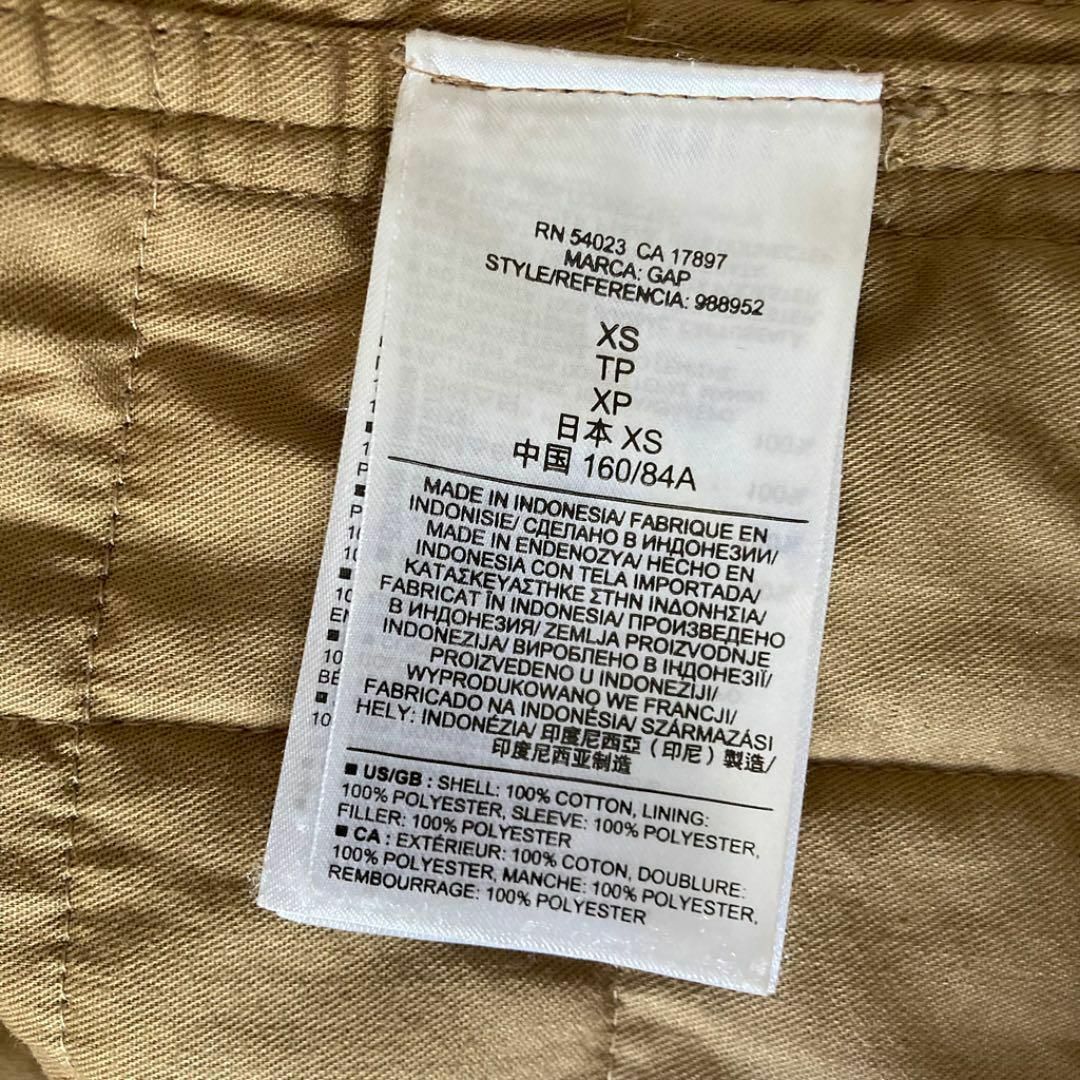 RN 54023 CA 17897
MARCA: GAP
STYLE/REFERENCIA: 988952
XS
TP
XP
日本 XS
中国 160/84A
MADE IN INDONESIA/ FABRIQUE EN
INDONISIE/ СДЕЛАНО В ИНДОНЕЗИИ/
MADE IN ENDENOZYA/ HECHO EN
INDONESIA CON TELA IMPORTADA/
ΚΑΤΑΣΚΕΥΑΣΤΗΚΕ ΣΤΗΝ ΙΝΔΟΝΗΣΙΑ/
FABRICAT ÎN INDONESIA/ ПРОИЗВЕДЕНО
В ИНДОНЕЗИЯ/ ZEMLJA PROIZVODNJE
INDONEZIJA/ ВИРОБЛЕНО В ІНДОНЕЗІЇ/
PROIZVEDENO U INDONEZIJI/
WYPRODUKOWANO WE FRANCJI/
FABRICADO NA INDONÉSIA/ SZÁRMAZÁSI
HELY: INDONÉZIA/ 印度尼西亞 (印尼) 製造/
印度尼西亚制造
■ US/GB : SHELL: 100% COTTON, LINING:
100% POLYESTER, SLEEVE: 100% POLYESTER,
FILLER: 100% POLYESTER
■ CA : EXTÉRIEUR: 100% COTON, DOUBLURE:
100% POLYESTER, MANCHE: 100% POLYESTER,
REMBOURRAGE: 100% POLYESTER